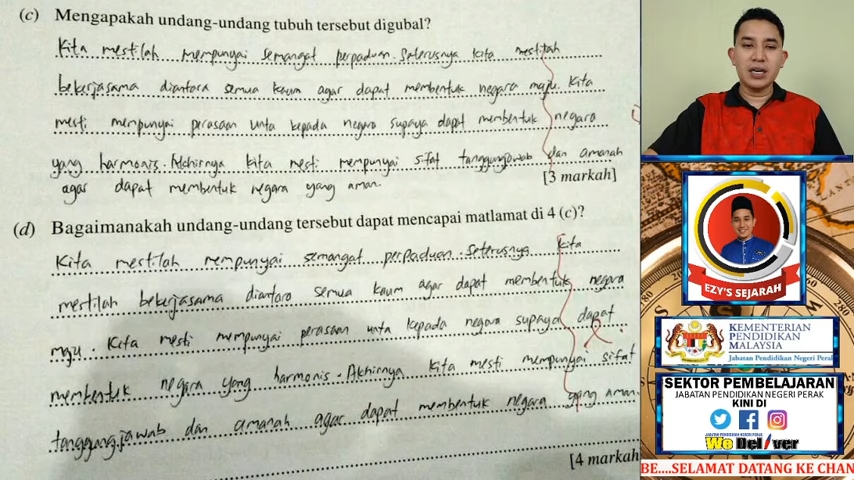 (c) Mengapakah undang-undang tubuh tersebut digubal?
Kita mestilah mempunyai semangat perpaduan. Seterusnya kita mestilah
bekerjasama diantara semua kaum agar dapat membentuk negara maju. Kita
mesti mempunyai perasaan cinta kepada negara supaya dapat membentuk negara
yang harmonis. Akhirnya kita mesti mempunyai sifat tanggungjawab dan amanah
agar dapat membentuk negara yang aman.
[3 markah]
(d) Bagaimanakah undang-undang tersebut dapat mencapai matlamat di 4 (c)?
Kita mestilah mempunyai semangat perpaduan. Seterusnya kita
mestilah bekerjasama diantara semua kaum agar dapat membentuk negara
maju. Kita mesti mempunyai perasaan cinta kepada negara supaya dapat
membentuk negara yang harmonis. Akhirnya kita mesti mempunyai sifat
tanggungjawab dan amanah agar dapat membentuk negara yang aman.
[4 markah
EZY'S SEJARAH
KEMENTERIAN
PENDIDIKAN
MALAYSIA
Jabatan Pendidikan Negeri Perak
SEKTOR PEMBELAJARAN
JABATAN PENDIDIKAN NEGERI PERAK
KINI DI
We Deliver
BE....SELAMAT DATANG KE CHAN